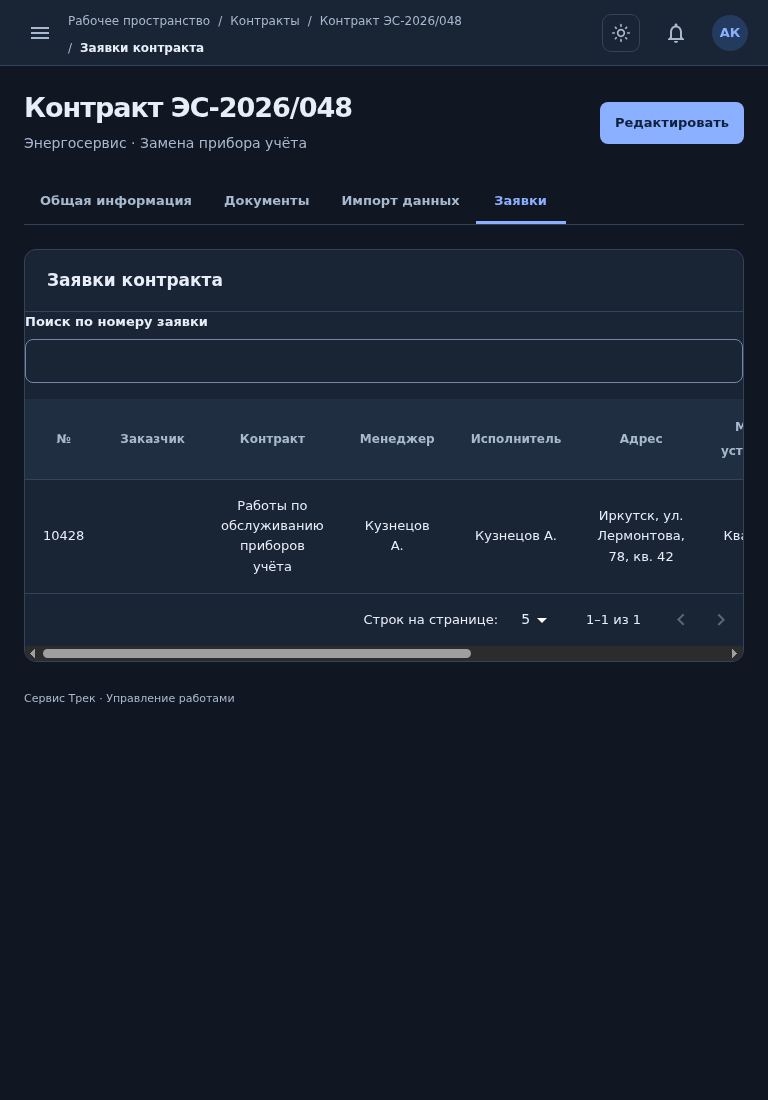 Рабочее пространство / Контракты / Контракт ЭС-2026/048
/ Заявки контракта
АК
Контракт ЭС-2026/048
Энергосервис · Замена прибора учёта
Редактировать
Общая информация
Документы
Импорт данных
Заявки
Заявки контракта
Поиск по номеру заявки
№
Заказчик
Контракт
Менеджер
Исполнитель
Адрес
М
уст
10428
Работы по
обслуживанию
приборов
учёта
Кузнецов
А.
Кузнецов А.
Иркутск, ул.
Лермонтова,
78, кв. 42
Ква
Строк на странице:
5
1–1 из 1
Сервис Трек · Управление работами